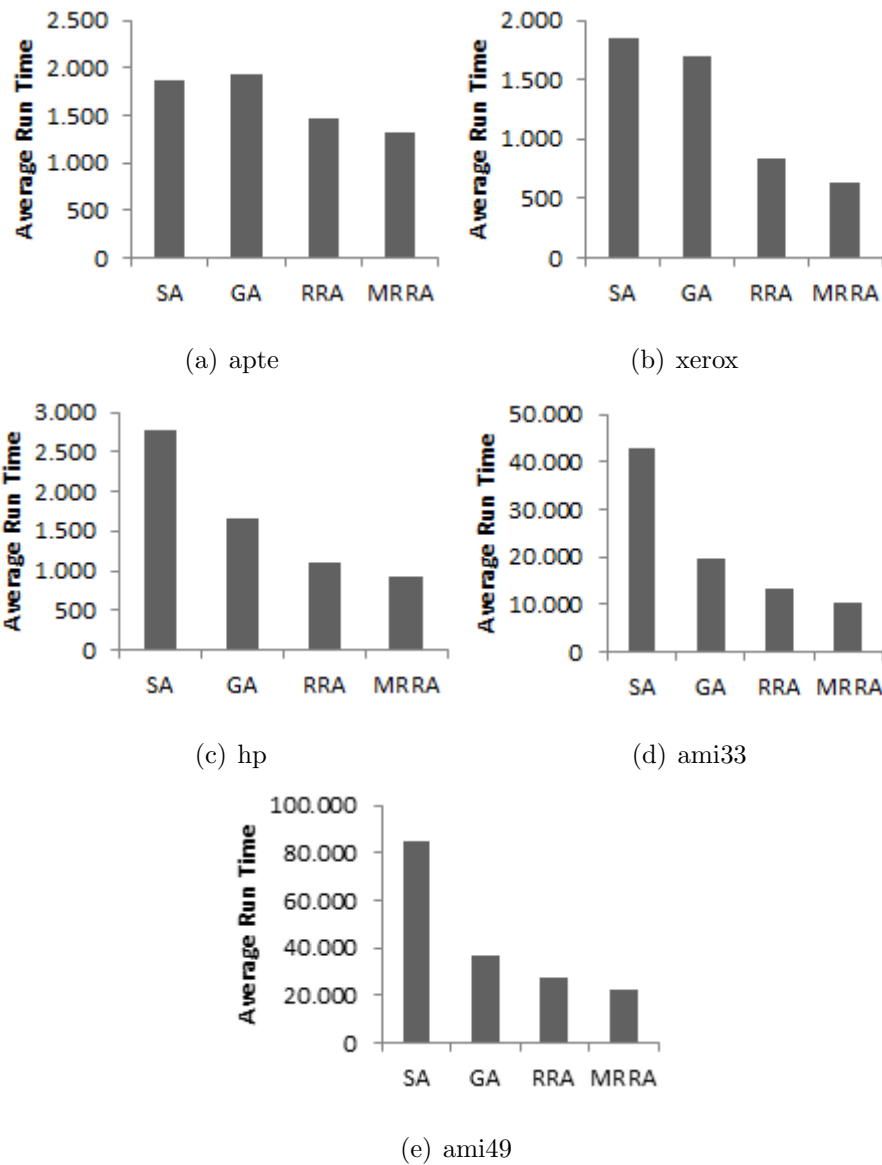 2.500
2.000
1.500
1.000
500
0
Average Run Time
SA GA RRA MRRA
(a) apte
2.000
1.500
1.000
500
0
Average Run Time
SA GA RRA MRRA
(b) xerox
3.000
2.500
2.000
1.500
1.000
500
0
Average Run Time
SA GA RRA MRRA
(c) hp
50.000
40.000
30.000
20.000
10.000
0
Average Run Time
SA GA RRA MRRA
(d) ami33
100.000
80.000
60.000
40.000
20.000
0
Average Run Time
SA GA RRA MRRA
(e) ami49